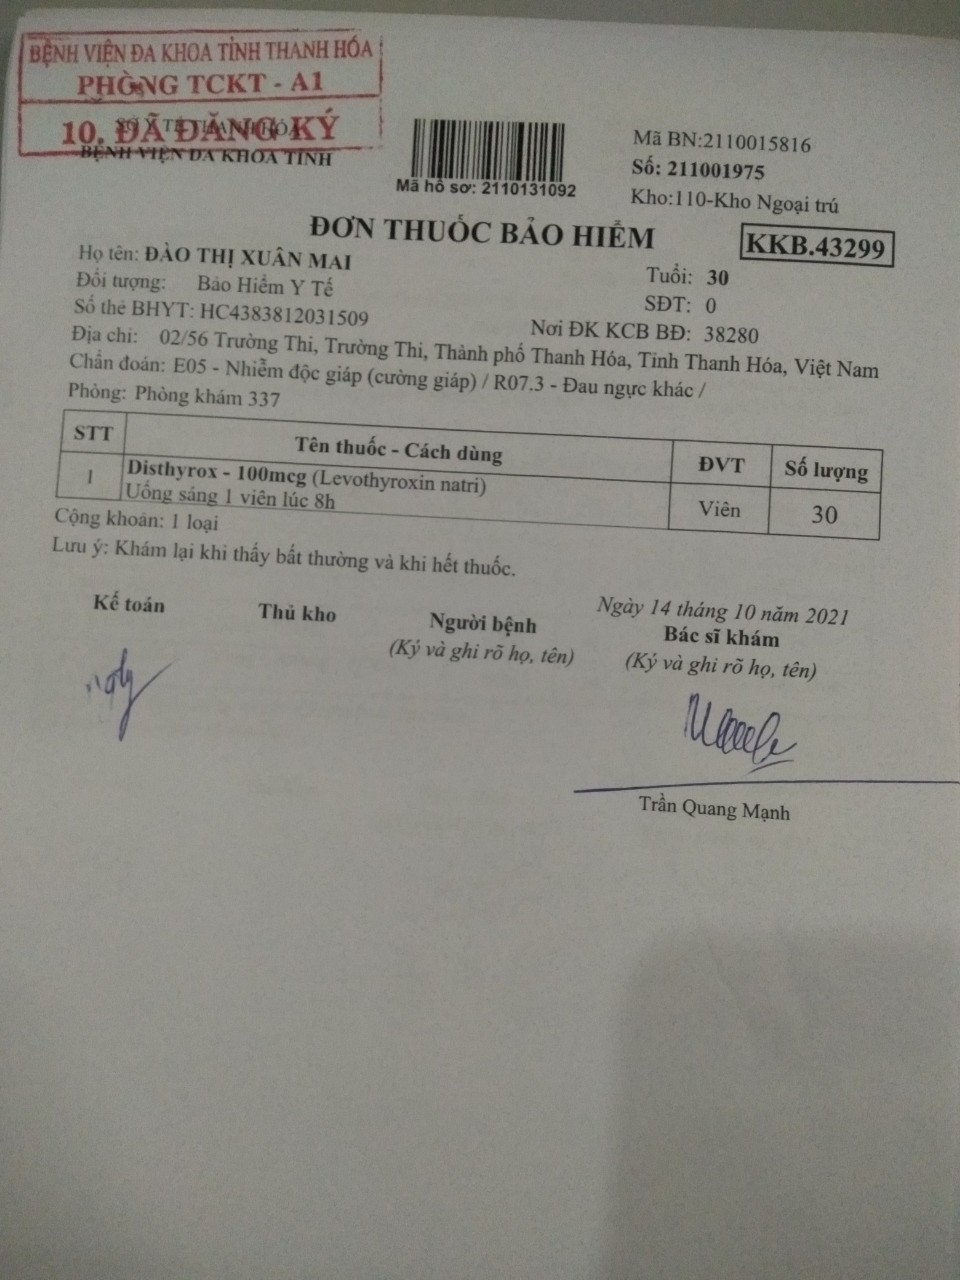 BỆNH VIỆN ĐA KHOA TỈNH THANH HÓA
PHÒNG TCKT - A1
10. ĐÃ ĐĂNG KÝ
SỞ Y TẾ THANH HÓA
BỆNH VIỆN ĐA KHOA TỈNH
Mã hồ sơ: 2110131092
Mã BN:2110015816
Số: 211001975
Kho:110-Kho Ngoại trú
ĐƠN THUỐC BẢO HIỂM
KKB.43299
Họ tên: ĐÀO THỊ XUÂN MAI
Tuổi: 30
Đối tượng: Bảo Hiểm Y Tế
SĐT: 0
Số thẻ BHYT: HC4383812031509
Nơi ĐK KCB BĐ: 38280
Địa chỉ: 02/56 Trường Thi, Trường Thi, Thành phố Thanh Hóa, Tỉnh Thanh Hóa, Việt Nam
Chẩn đoán: E05 - Nhiễm độc giáp (cường giáp) / R07.3 - Đau ngực khác /
Phòng: Phòng khám 337
STT Tên thuốc - Cách dùng ĐVT Số lượng
1 Disthyrox - 100mcg (Levothyroxin natri) Viên 30
Uống sáng 1 viên lúc 8h
Cộng khoản: 1 loại
Lưu ý: Khám lại khi thấy bất thường và khi hết thuốc.
Ngày 14 tháng 10 năm 2021
Kế toán Thủ kho Người bệnh Bác sĩ khám
(Ký và ghi rõ họ, tên) (Ký và ghi rõ họ, tên)
Trần Quang Mạnh